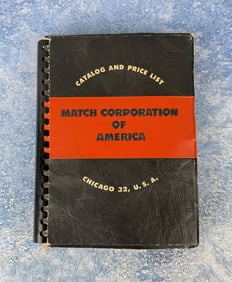 CATALOG AND PRICE LIST
MATCH CORPORATION
OF
AMERICA
CHICAGO 32, U.S.A.